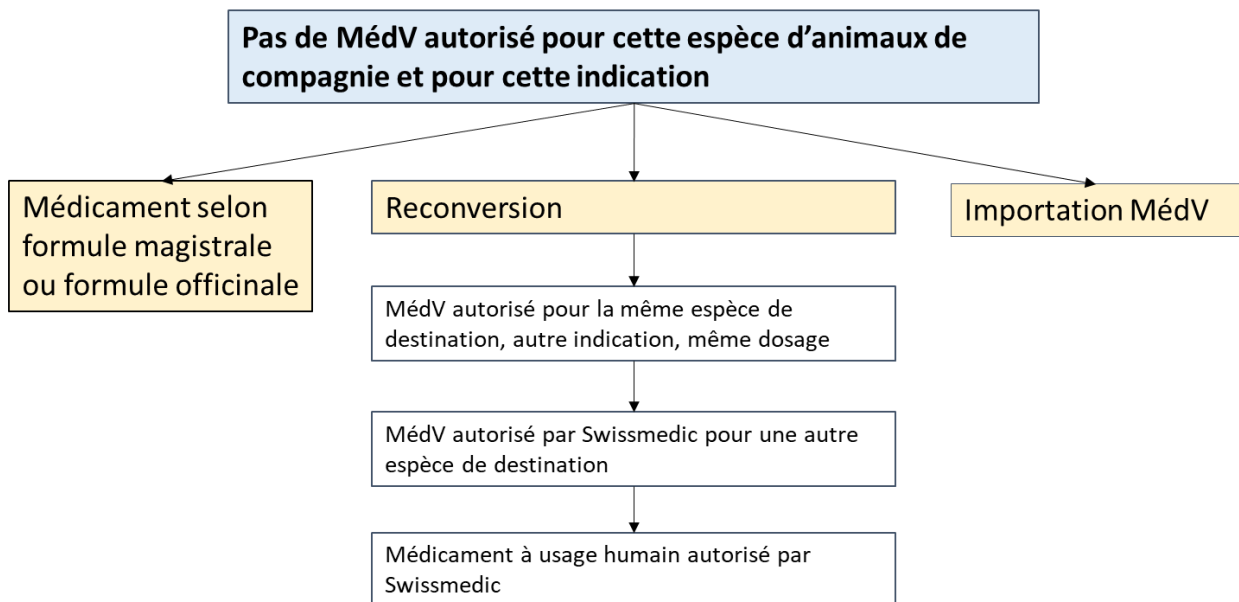 Pas de MédV autorisé pour cette espèce d’animaux de
compagnie et pour cette indication
Médicament selon
formule magistrale
ou formule officinale
Reconversion
Importation MédV
MédV autorisé pour la même espèce de
destination, autre indication, même dosage
MédV autorisé par Swissmedic pour une autre
espèce de destination
Médicament à usage humain autorisé par
Swissmedic